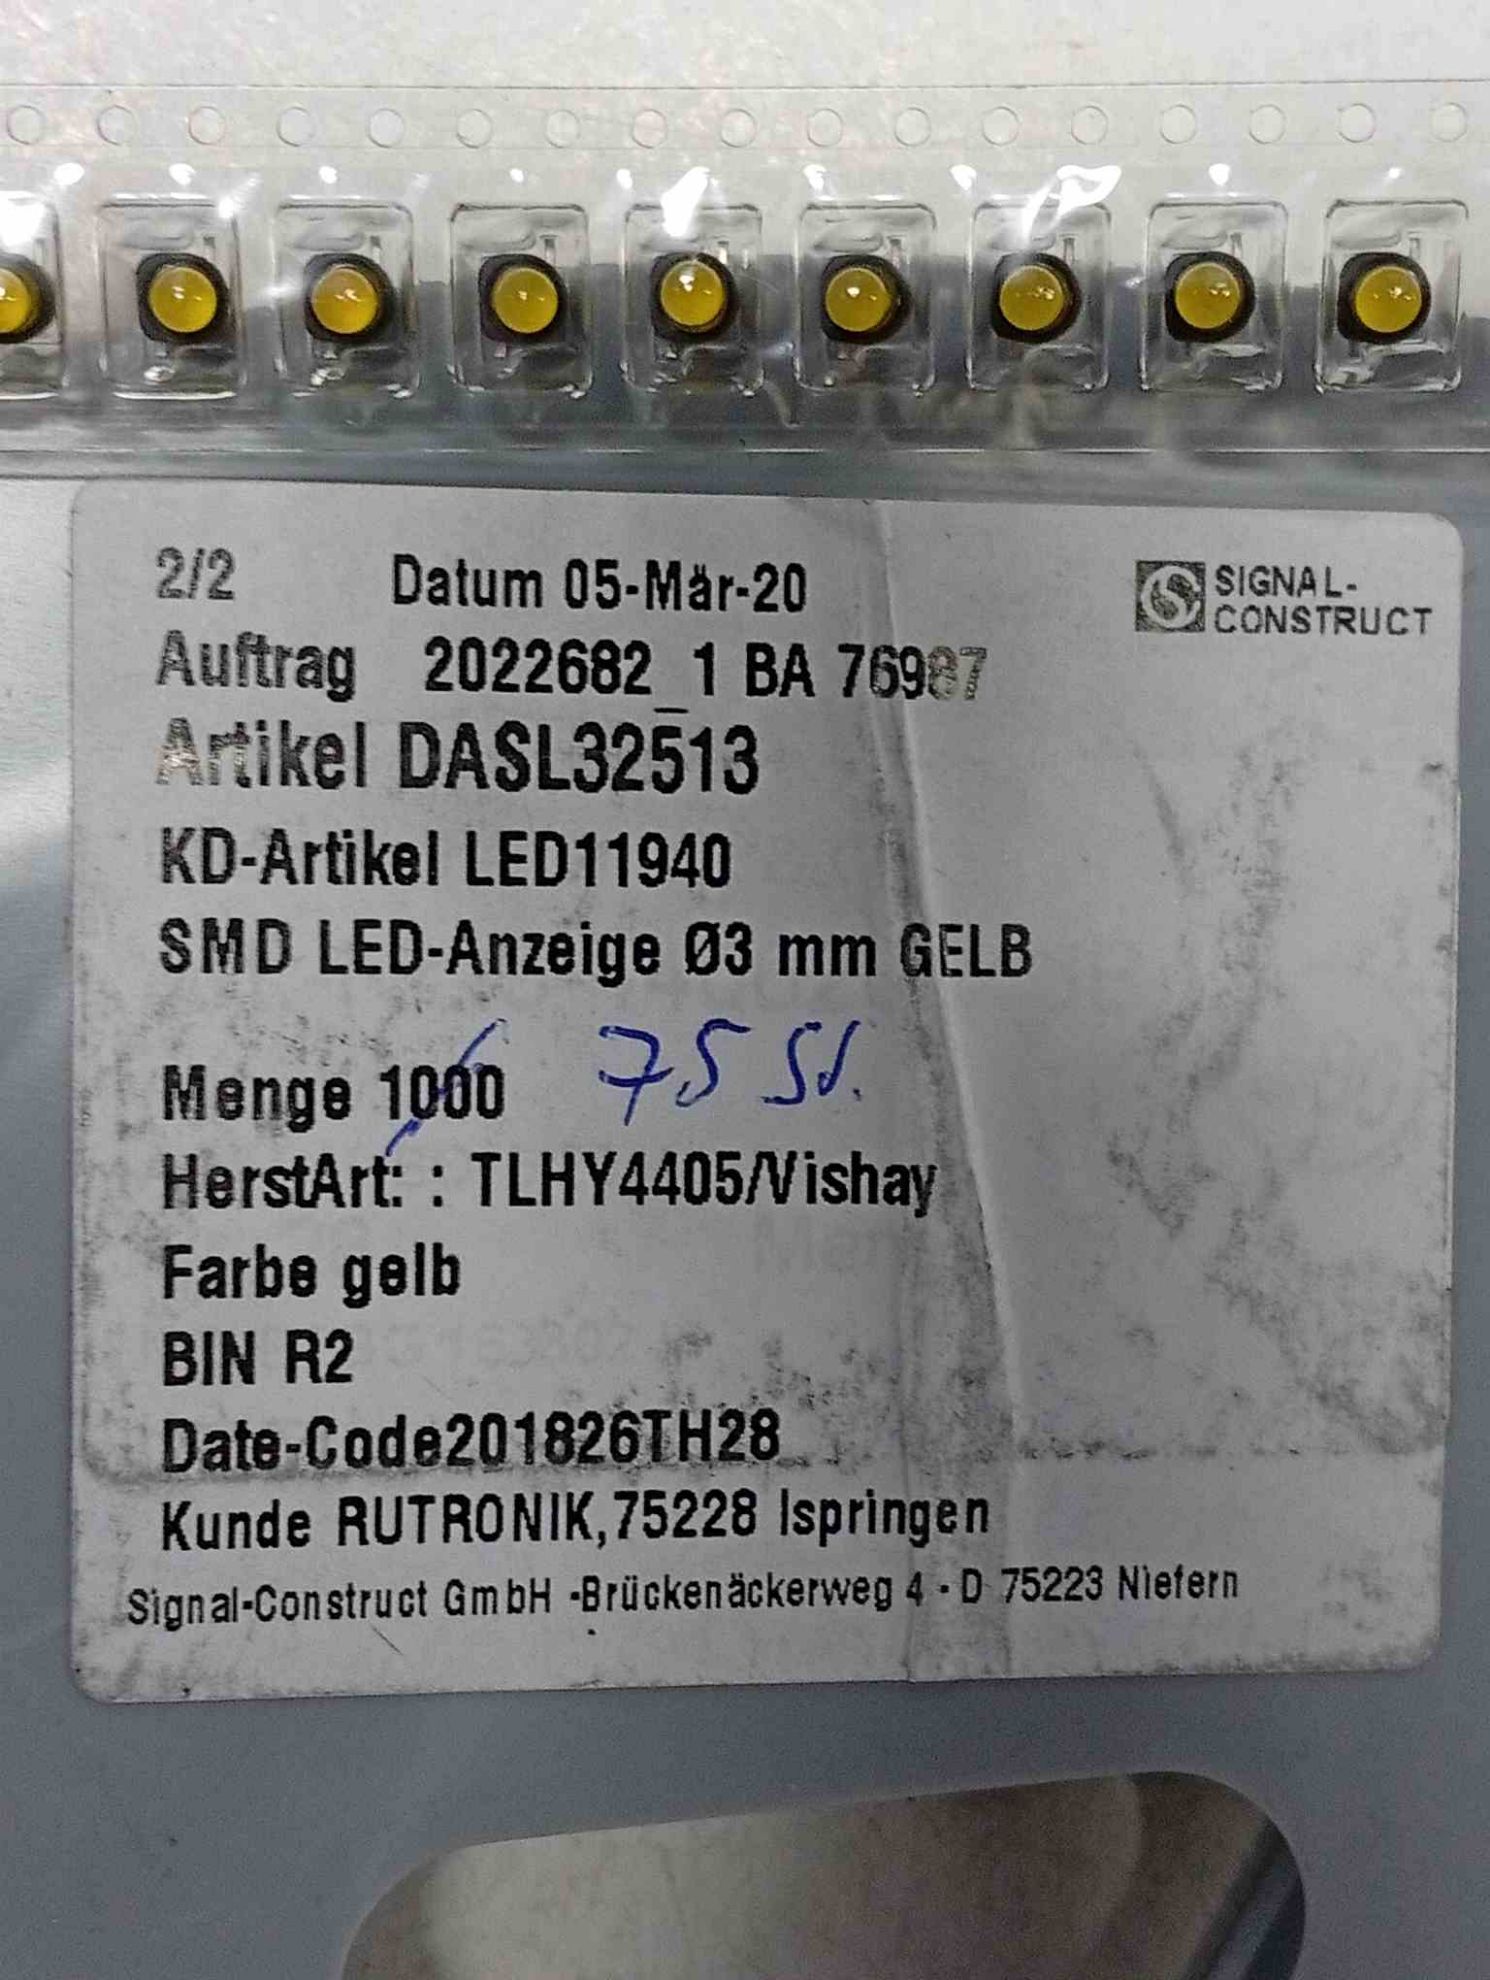 2/2 Datum 05-Mär-20
SIGNAL-
CONSTRUCT
Auftrag 2022682_1 BA 76987
Artikel DASL32513
KD-Artikel LED11940
SMD LED-Anzeige Ø3 mm GELB
Menge 1000 75 St.
HerstArt: : TLHY4405/Vishay
Farbe gelb
BIN R2
Date-Code201826TH28
Kunde RUTRONIK,75228 Ispringen
Signal-Construct GmbH -Brückenäckerweg 4 - D 75223 Niefern